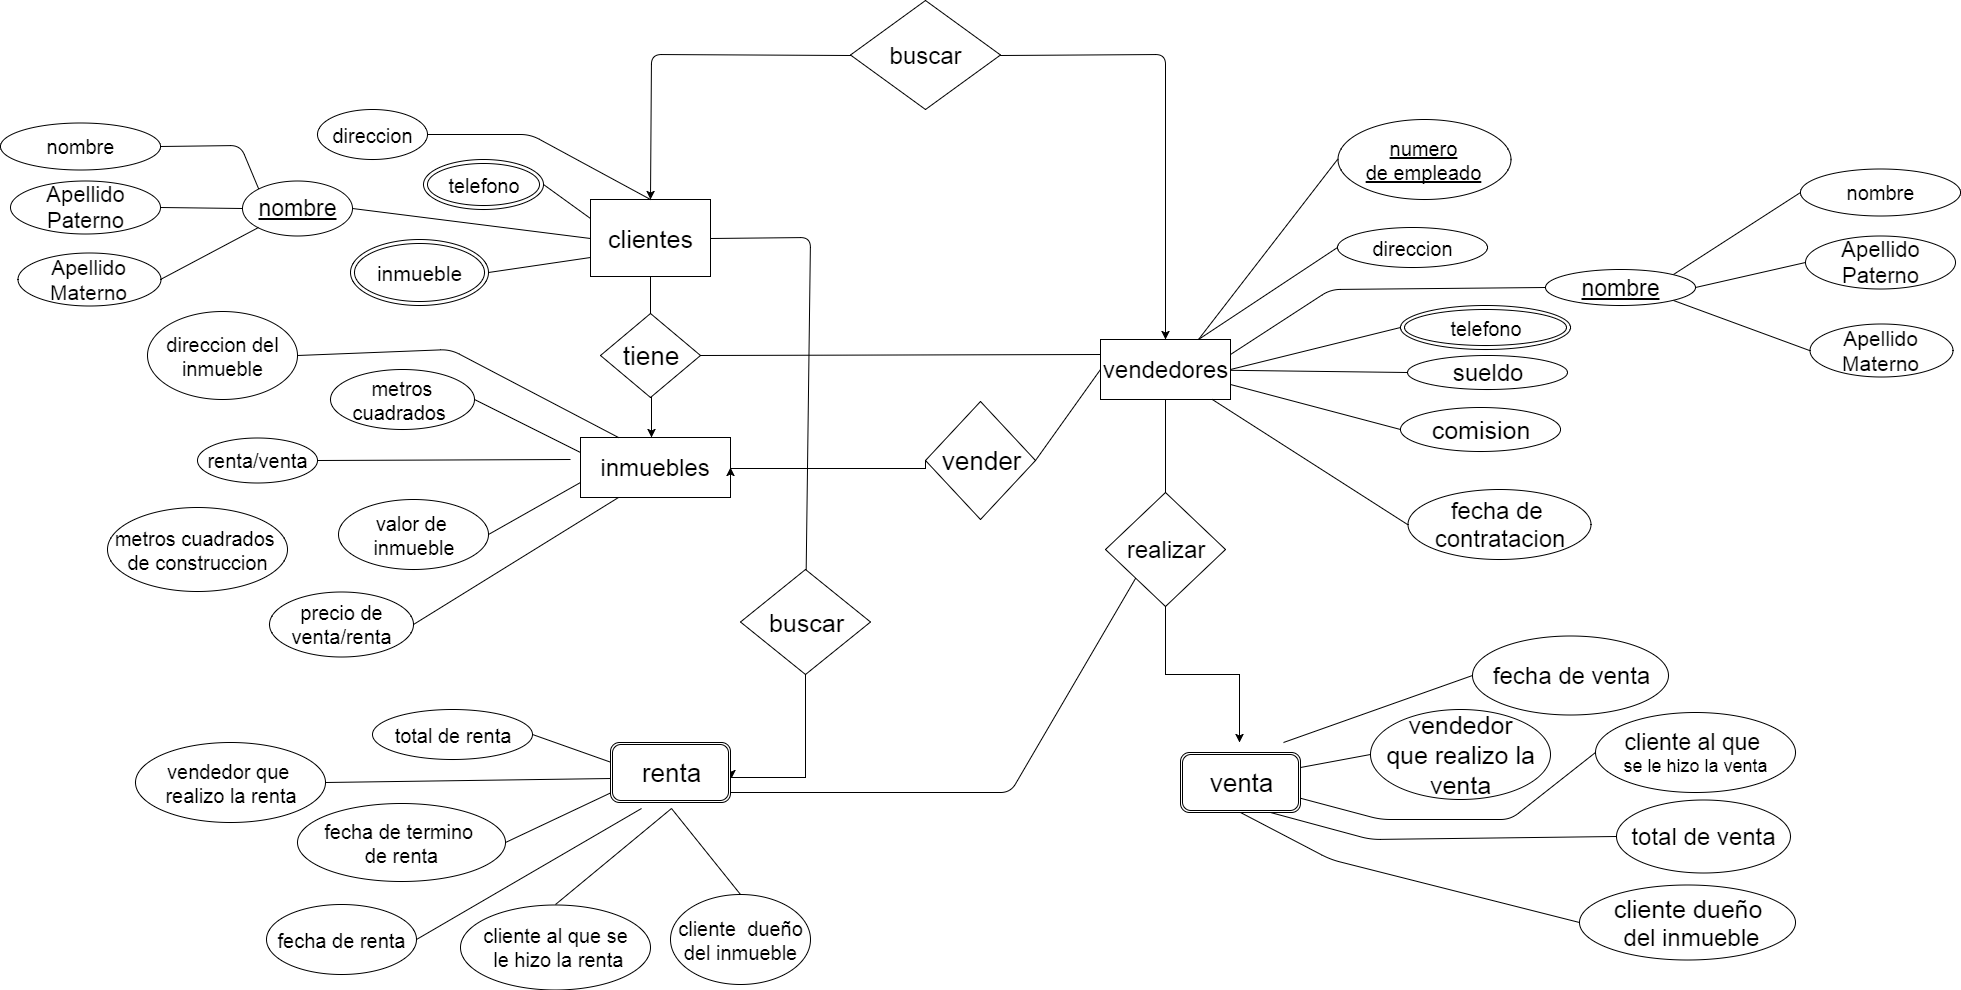 buscar
direccion
nombre
telefono
Apellido
Paterno
nombre
clientes
Apellido
Materno
inmueble
numero
de empleado
nombre
direccion
Apellido
Paterno
nombre
telefono
Apellido
Materno
vendedores
sueldo
comision
fecha de
contratacion
direccion del
inmueble
tiene
metros
cuadrados
renta/venta
inmuebles
vender
valor de
inmueble
metros cuadrados
de construccion
realizar
precio de
venta/renta
buscar
total de renta
renta
vendedor que
realizo la renta
fecha de termino
de renta
fecha de renta
cliente al que se
le hizo la renta
cliente dueño
del inmueble
fecha de venta
vendedor
que realizo la
venta
cliente al que
se le hizo la venta
venta
total de venta
cliente dueño
del inmueble